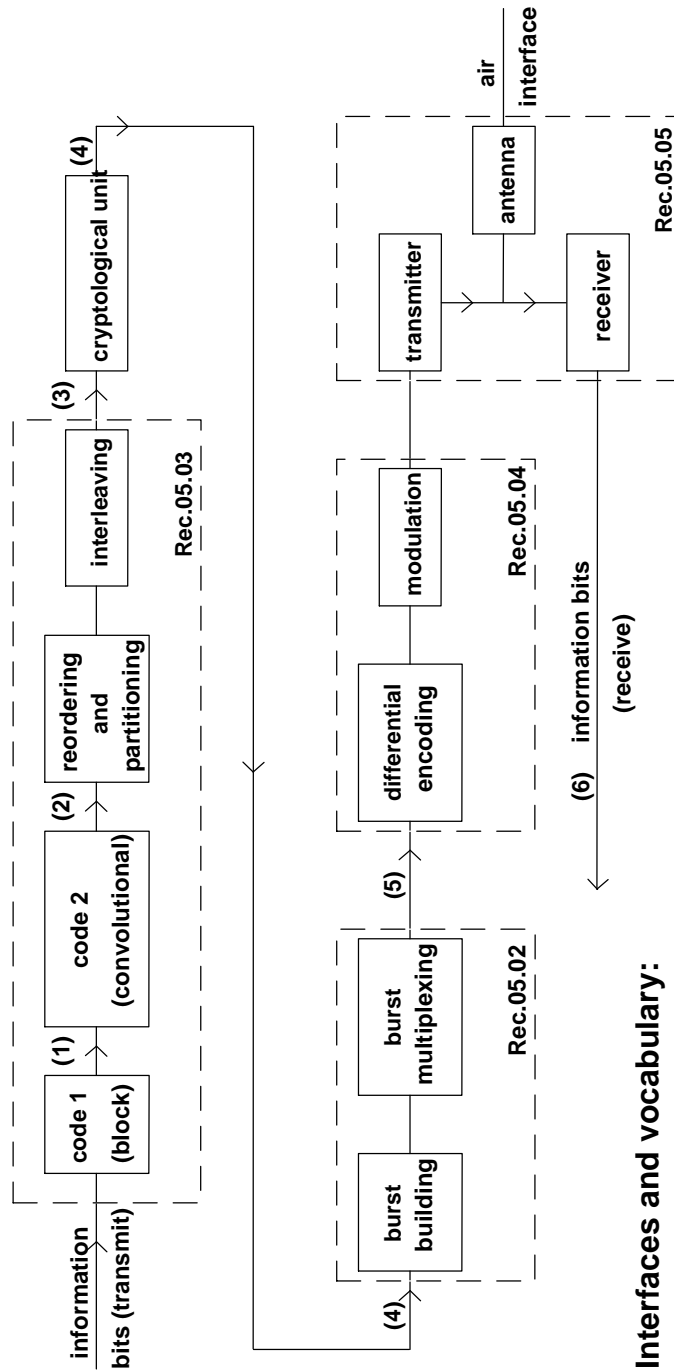 information
bits (transmit)
code 1
(block)
(1)
code 2
(convolutional)
(2)
reordering
and
partitioning
interleaving
Rec.05.03
(3)
cryptological unit
(4)
(4)
burst
building
burst
multiplexing
Rec.05.02
(5)
differential
encoding
modulation
Rec.05.04
transmitter
antenna
receiver
Rec.05.05
air
interface
(6)
information bits
(receive)
Interfaces and vocabulary: